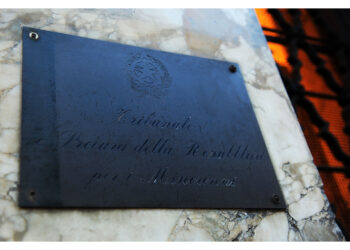 Tribunale
e Procura della Repubblica
per i Minorenni